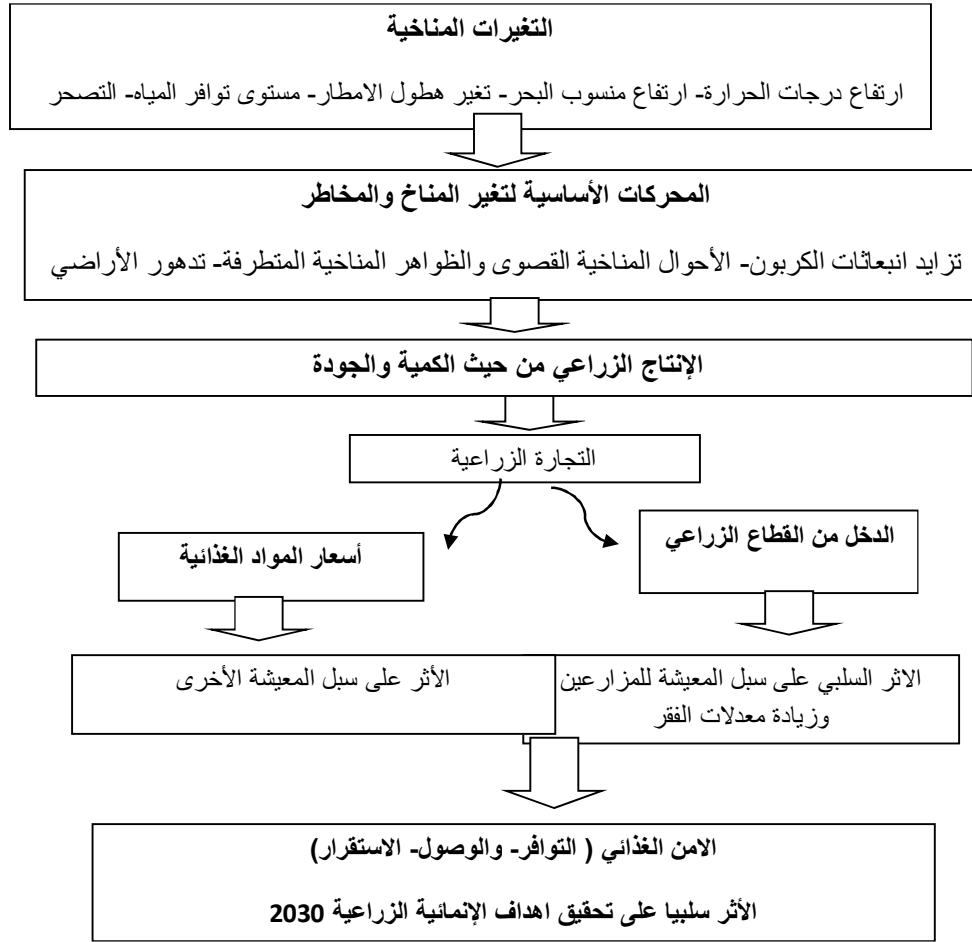 التغيرات المناخية
ارتفاع درجات الحرارة- ارتفاع منسوب البحر- تغير هطول الامطار- مستوى توافر المياه- التصحر
المحركات الأساسية لتغير المناخ والمخاطر
تزايد انبعاثات الكربون- الأحوال المناخية القصوى والظواهر المناخية المتطرفة- تدهور الأراضي
الإنتاج الزراعي من حيث الكمية والجودة
التجارة الزراعية
الدخل من القطاع الزراعي
أسعار المواد الغذائية
الاثر السلبي على سبل المعيشة للمزارعين
وزيادة معدلات الفقر
الأثر على سبل المعيشة الأخرى
الامن الغذائي ( التوافر- والوصول- الاستقرار)
الأثر سلبيا على تحقيق اهداف الإنمائية الزراعية 2030